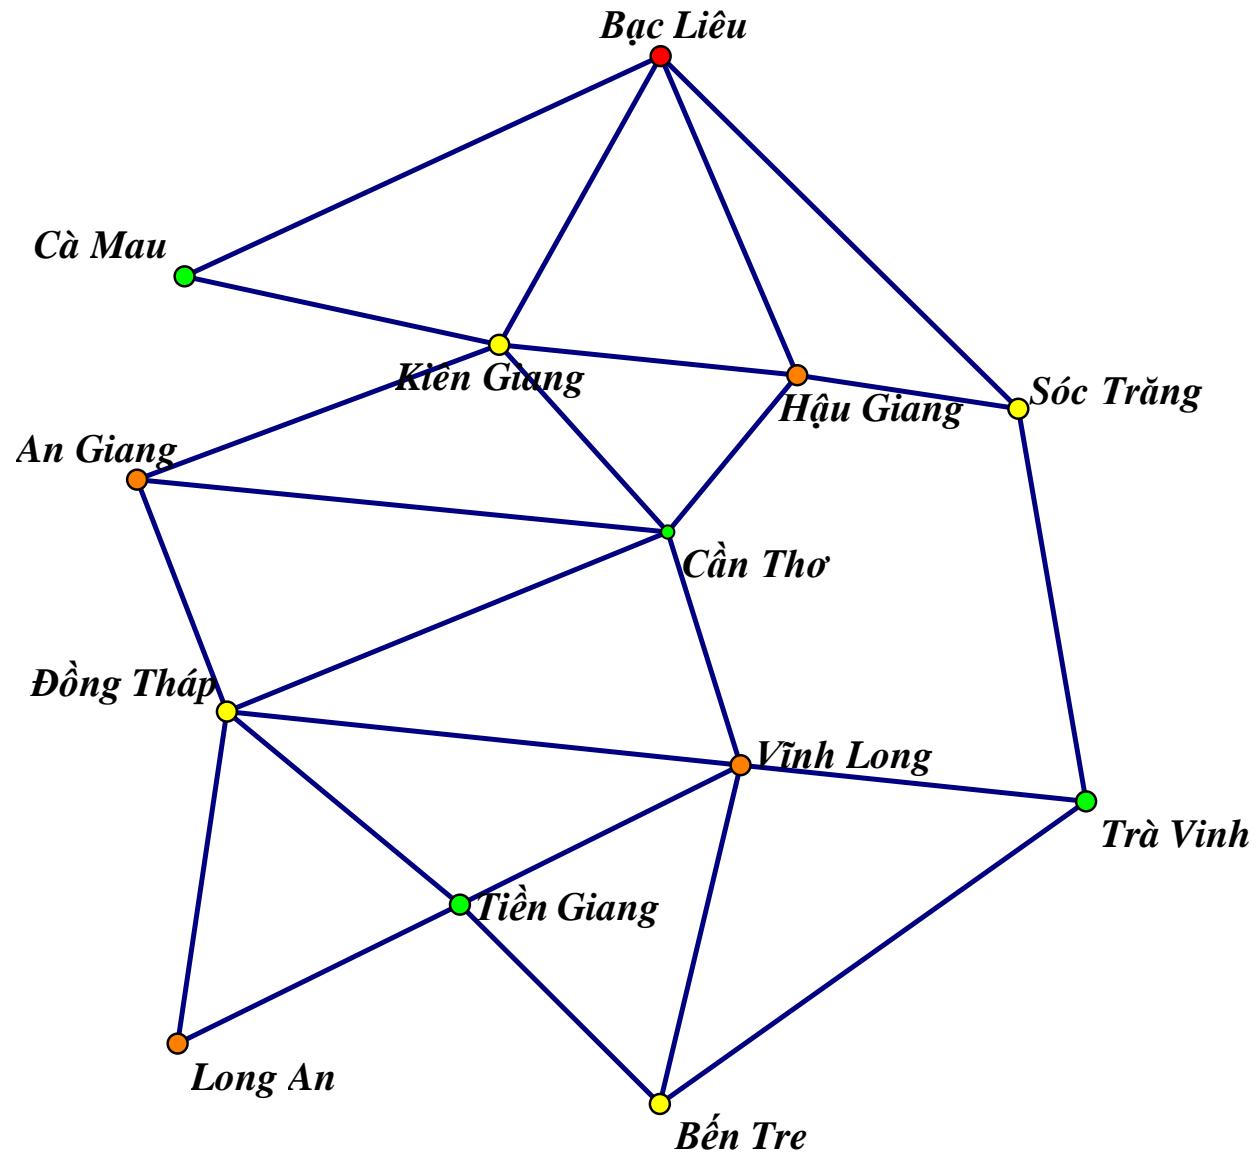 Bạc Liêu
Cà Mau
Kiên Giang
Hậu Giang
Sóc Trăng
An Giang
Cần Thơ
Đồng Tháp
Vĩnh Long
Trà Vinh
Tiền Giang
Long An
Bến Tre